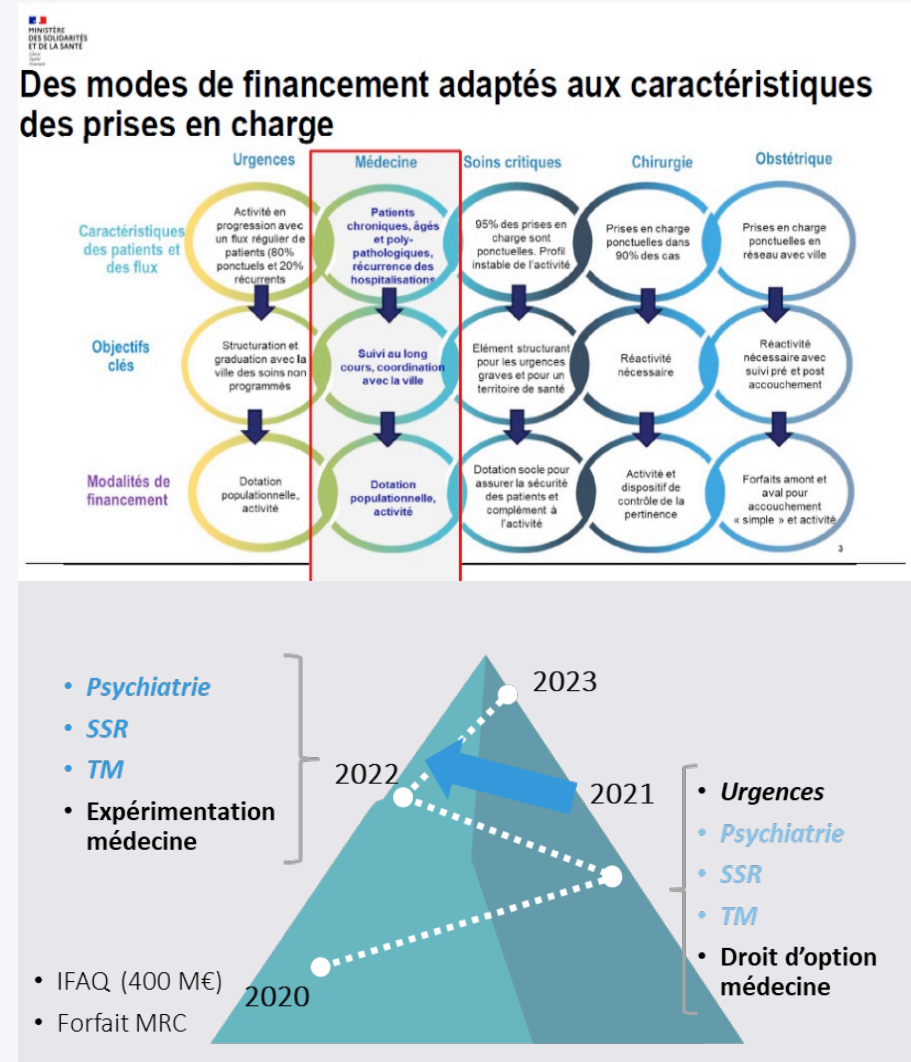 MINISTÈRE
DES SOLIDARITÉS
ET DE LA SANTÉ
Liberté
Égalité
Fraternité
Des modes de financement adaptés aux caractéristiques
des prises en charge
Urgences
Médecine
Soins critiques
Chirurgie
Obstétrique
Caractéristiques
des patients et
des flux
Activité en
progression avec
un flux régulier de
patients (80%
ponctuels et 20%
récurrents
Patients
chroniques, âgés
et poly-
pathologiques,
récurrence des
hospitalisations
95% des prises en
charge sont
ponctuelles. Profil
instable de l'activité
Prises en charge
ponctuelles dans
90% des cas
Prises en charge
ponctuelles en
réseau avec ville
Objectifs
clés
Structuration et
graduation avec la
ville des soins non
programmés
Suivi au long
cours, coordination
avec la ville
Elément structurant
pour les urgences
graves et pour un
territoire de santé
Réactivité
nécessaire
Réactivité
nécessaire avec
suivi pré et post
accouchement
Modalités de
financement
Dotation
populationnelle,
activité
Dotation
populationnelle,
activité
Dotation socle pour
assurer la sécurité
des patients et
complément à
l'activité
Activité et
dispositif de
contrôle de la
pertinence
Forfaits amont et
aval pour
accouchement
« simple » et activité
3
• Psychiatrie
• SSR
• TM
• Expérimentation
médecine
2023
2022
2021
• Urgences
• Psychiatrie
• SSR
• TM
• Droit d'option
médecine
• IFAQ (400 M€)
• Forfait MRC
2020